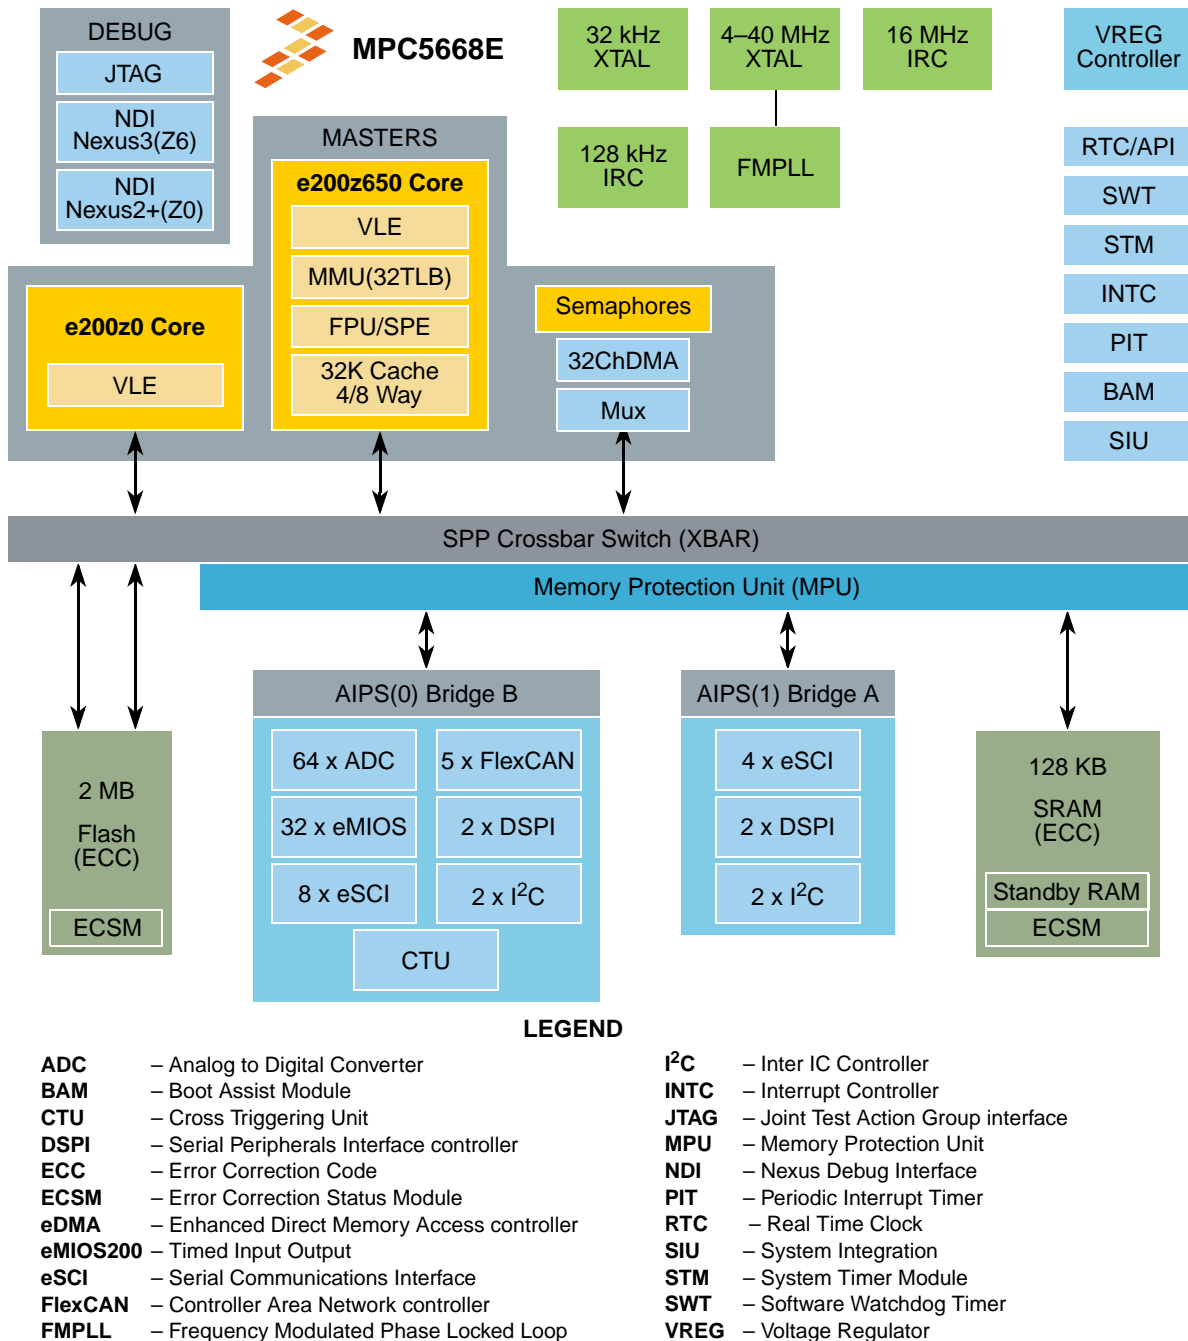 DEBUG
JTAG
NDI
Nexus3(Z6)
NDI
Nexus2+(Z0)
MPC5668E
32 kHz
XTAL
4–40 MHz
XTAL
16 MHz
IRC
128 kHz
IRC
FMPLL
VREG
Controller
RTC/API
SWT
STM
INTC
PIT
BAM
SIU
MASTERS
e200z650 Core
VLE
MMU(32TLB)
FPU/SPE
32K Cache
4/8 Way
e200z0 Core
VLE
Semaphores
32ChDMA
Mux
SPP Crossbar Switch (XBAR)
Memory Protection Unit (MPU)
2 MB
Flash
(ECC)
ECSM
AIPS(0) Bridge B
64 x ADC
5 x FlexCAN
32 x eMIOS
2 x DSPI
8 x eSCI
2 x I²C
CTU
AIPS(1) Bridge A
4 x eSCI
2 x DSPI
2 x I²C
128 KB
SRAM
(ECC)
Standby RAM
ECSM
LEGEND
ADC – Analog to Digital Converter
BAM – Boot Assist Module
CTU – Cross Triggering Unit
DSPI – Serial Peripherals Interface controller
ECC – Error Correction Code
ECSM – Error Correction Status Module
eDMA – Enhanced Direct Memory Access controller
eMIOS200 – Timed Input Output
eSCI – Serial Communications Interface
FlexCAN – Controller Area Network controller
FMPLL – Frequency Modulated Phase Locked Loop
I²C – Inter IC Controller
INTC – Interrupt Controller
JTAG – Joint Test Action Group interface
MPU – Memory Protection Unit
NDI – Nexus Debug Interface
PIT – Periodic Interrupt Timer
RTC – Real Time Clock
SIU – System Integration
STM – System Timer Module
SWT – Software Watchdog Timer
VREG – Voltage Regulator